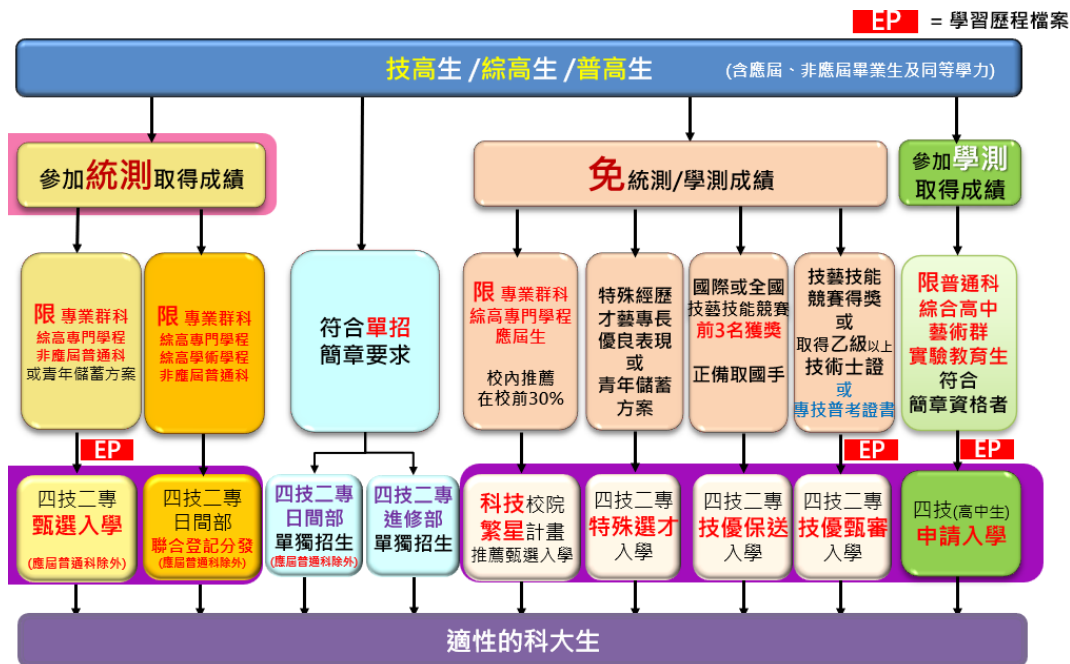 EP = 學習歷程檔案
技高生/綜高生/普高生 (含應屆、非應屆畢業生及同等學力)
參加統測取得成績
免統測/學測成績
參加學測
取得成績
限 專業群科
綜高專門學程
非應屆普通科
或青年儲蓄方案
限 專業群科
綜高專門學程
綜高學術學程
非應屆普通科
符合單招
簡章要求
限 專業群科
綜高專門學程
應屆生
校內推薦
在校前30%
特殊經歷
才藝專長
優良表現
或
青年儲蓄
方案
國際或全國
技藝技能競賽
前3名獲獎
正備取國手
技藝技能
競賽得獎
或
取得乙級以上
技術士證
或
專技普考證書
限普通科
綜合高中
藝術群
實驗教育生
符合
簡章資格者
EP
EP
EP
四技二專
甄選入學
(應屆普通科除外)
四技二專
日間部
聯合登記分發
(應屆普通科除外)
四技二專
日間部
單獨招生
(應屆普通科除外)
四技二專
進修部
單獨招生
科技校院
繁星計畫
推薦甄選入學
四技二專
特殊選才
入學
四技二專
技優保送
入學
四技二專
技優甄審
入學
四技(高中生)
申請入學
適性的科大生